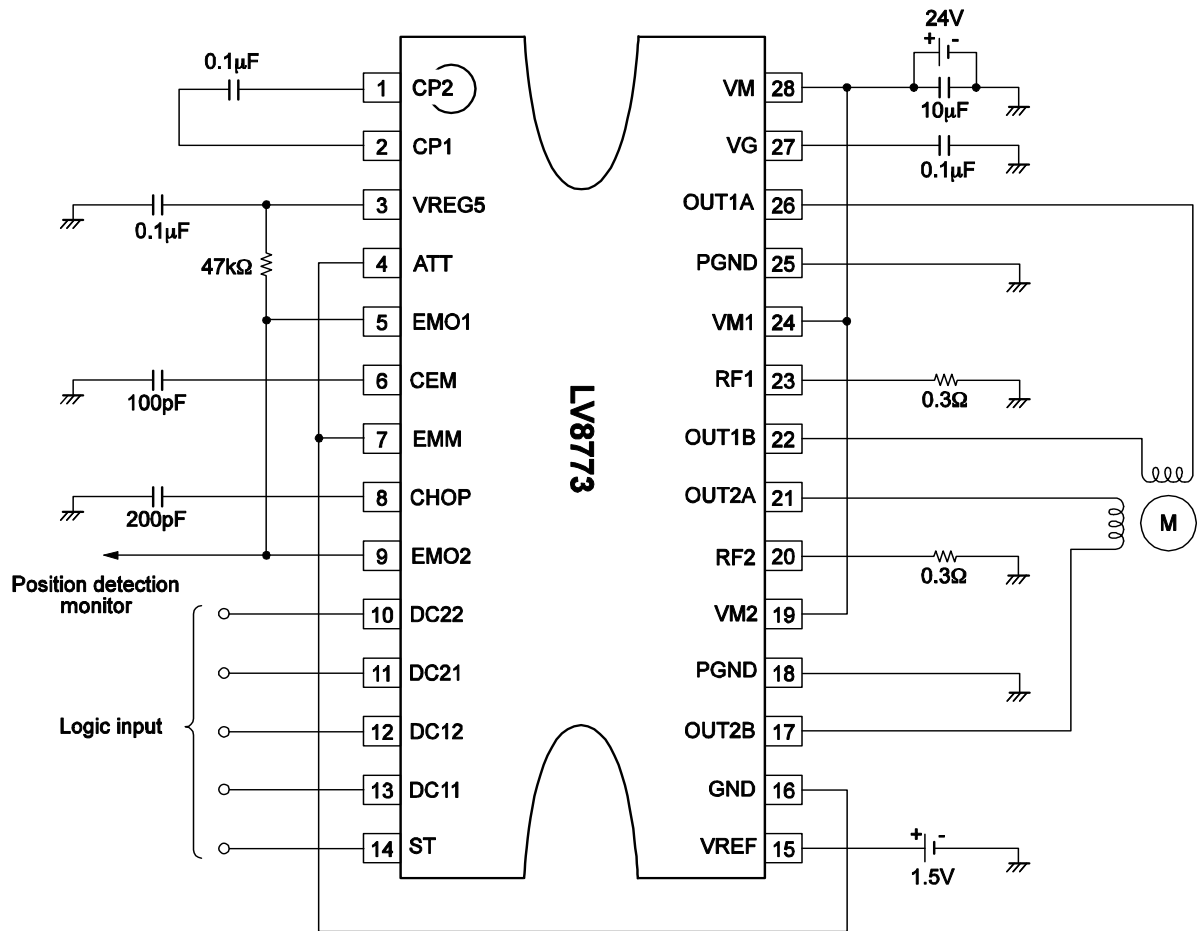 24V
+ -
10μF
0.1μF
1 CP2
VM 28
2 CP1
VG 27
0.1μF
3 VREG5
0.1μF
OUT1A 26
47kΩ
4 ATT
PGND 25
5 EMO1
VM1 24
6 CEM
100pF
RF1 23
0.3Ω
LV8773
7 EMM
OUT1B 22
8 CHOP
200pF
OUT2A 21
M
9 EMO2
RF2 20
0.3Ω
Position detection
monitor
10 DC22
VM2 19
11 DC21
PGND 18
Logic input
12 DC12
OUT2B 17
13 DC11
GND 16
14 ST
VREF 15
+ -
1.5V